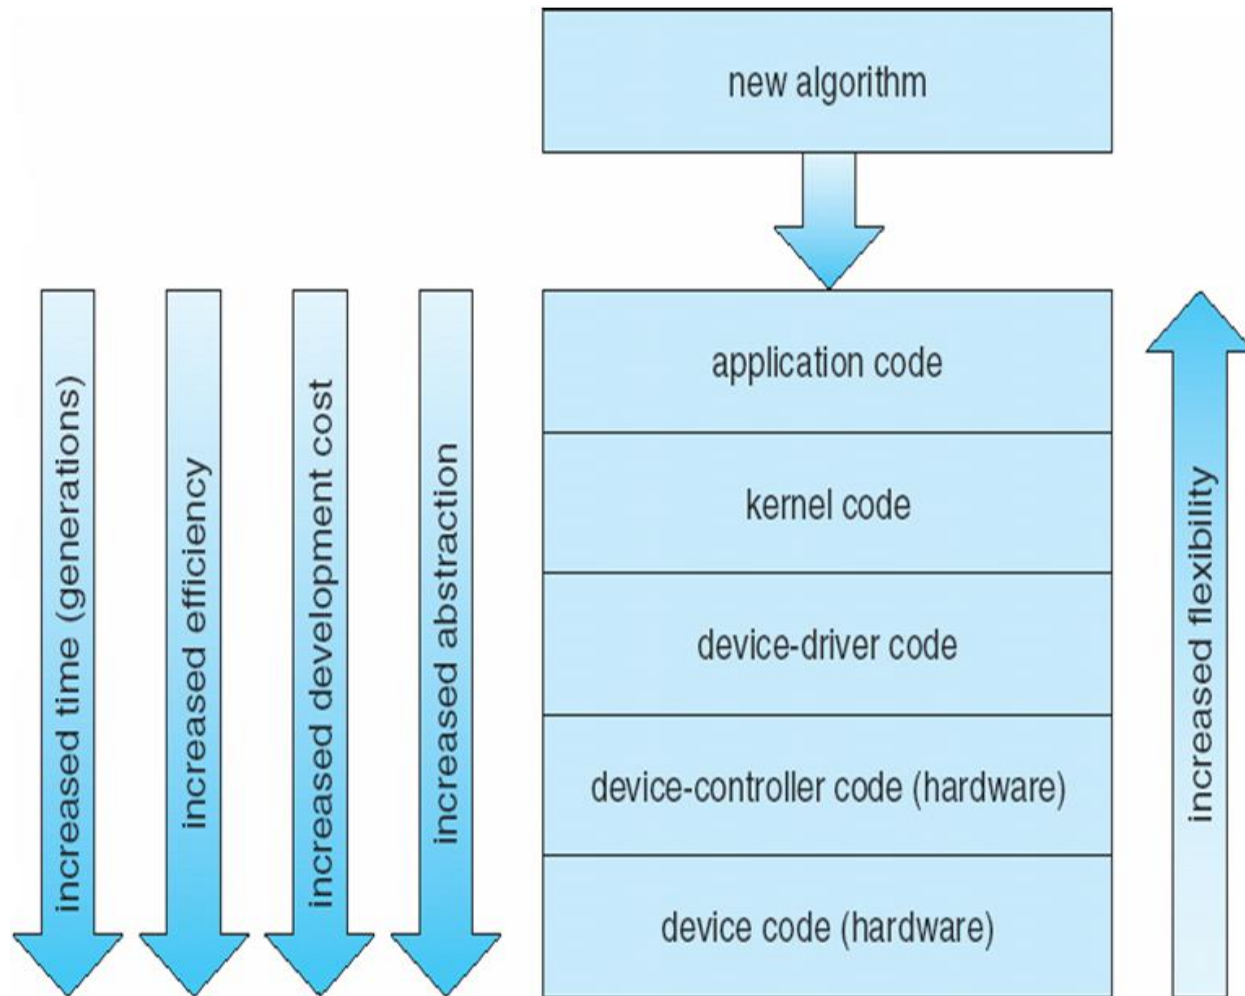 new algorithm
increased time (generations)
increased efficiency
increased development cost
increased abstraction
application code
kernel code
device-driver code
device-controller code (hardware)
device code (hardware)
increased flexibility